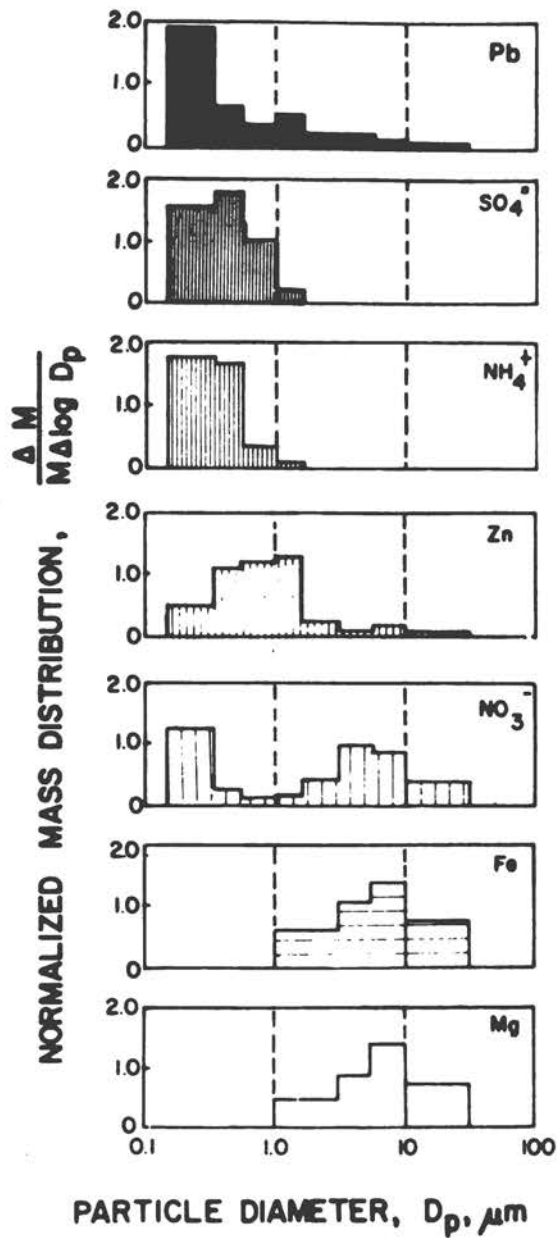 2.0
1.0
0
Pb
2.0
1.0
0
SO4=
2.0
1.0
0
NH4+
2.0
1.0
0
Zn
2.0
1.0
0
NO3-
2.0
1.0
0
Fe
2.0
1.0
0
Mg
0.1 1.0 10 100
PARTICLE DIAMETER, Dp, μm
NORMALIZED MASS DISTRIBUTION, ΔM / MΔlog Dp